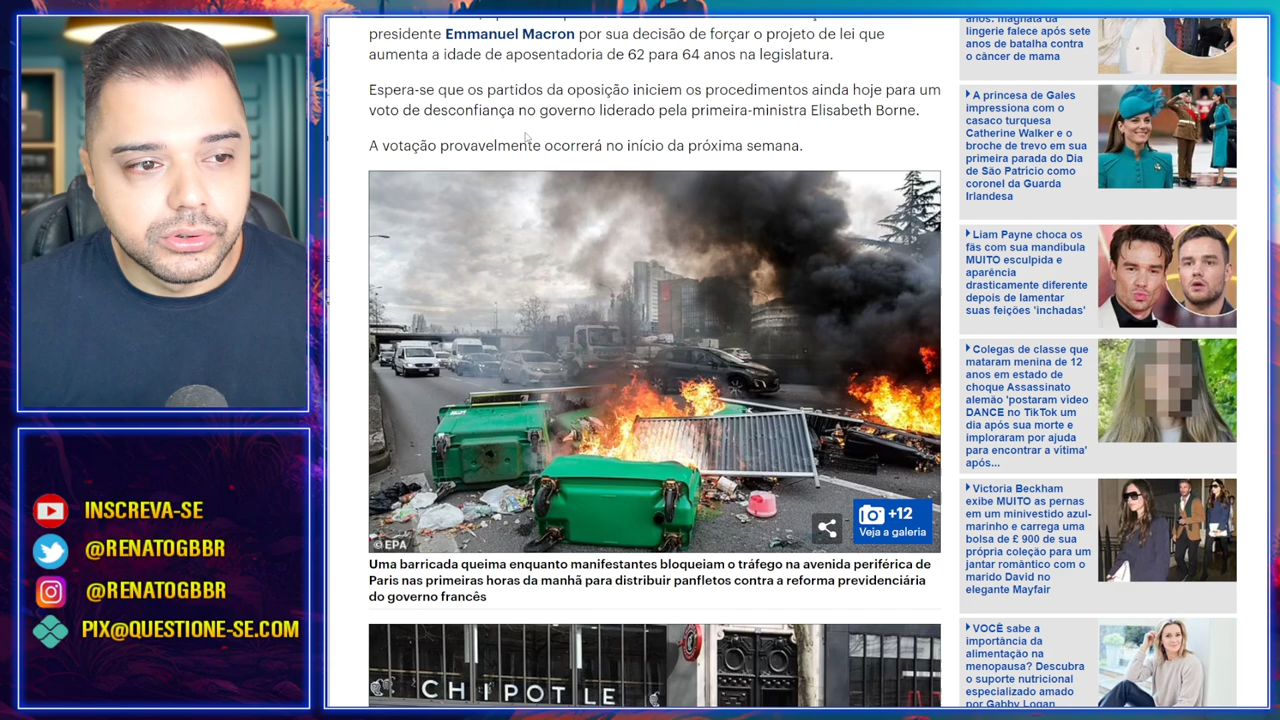 presidente Emmanuel Macron por sua decisão de forçar o projeto de lei que
aumenta a idade de aposentadoria de 62 para 64 anos na legislatura.
Espera-se que os partidos da oposição iniciem os procedimentos ainda hoje para um
voto de desconfiança no governo liderado pela primeira-ministra Elisabeth Borne.
A votação provavelmente ocorrerá no início da próxima semana.
+12
Veja a galeria
©EPA
Uma barricada queima enquanto manifestantes bloqueiam o tráfego na avenida periférica de
Paris nas primeiras horas da manhã para distribuir panfletos contra a reforma previdenciária
do governo francês
CHIPOTLE
anos: magnata da
lingerie falece após sete
anos de batalha contra
o câncer de mama
A princesa de Gales
impressiona com o
casaco turquesa
Catherine Walker e o
broche de trevo em sua
primeira parada do Dia
de São Patrício como
coronel da Guarda
Irlandesa
Liam Payne choca os
fãs com sua mandíbula
MUITO esculpida e
aparência
drasticamente diferente
depois de lamentar
suas feições 'inchadas'
Colegas de classe que
mataram menina de 12
anos em estado de
choque Assassinato
alemão 'postaram video
DANCE no TikTok um
dia após sua morte e
imploraram por ajuda
para encontrar a vítima'
após...
Victoria Beckham
exibe MUITO as pernas
em um minivestido azul-
marinho e carrega uma
bolsa de £ 900 de sua
própria coleção para um
jantar romântico com o
marido David no
elegante Mayfair
VOCÊ sabe a
importância da
alimentação na
menopausa? Descubra
o suporte nutricional
especializado amado
por Gabby Logan
INSCREVA-SE
@RENATOGBBR
@RENATOGBBR
PIX@QUESTIONE-SE.COM